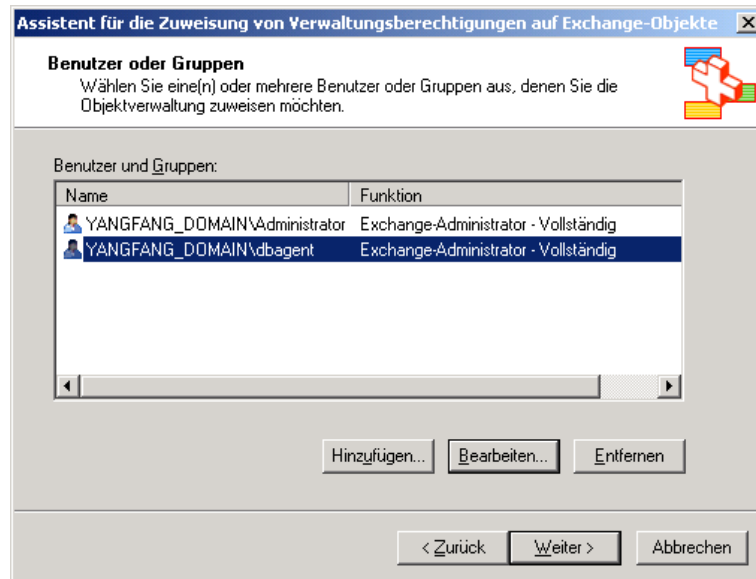 Assistent für die Zuweisung von Verwaltungsberechtigungen auf Exchange-Objekte
Benutzer oder Gruppen
Wählen Sie eine(n) oder mehrere Benutzer oder Gruppen aus, denen Sie die
Objektverwaltung zuweisen möchten.
Benutzer und Gruppen:
Name Funktion
YANGFANG_DOMAIN\Administrator Exchange-Administrator - Vollständig
YANGFANG_DOMAIN\dbagent Exchange-Administrator - Vollständig
Hinzufügen... Bearbeiten... Entfernen
< Zurück Weiter > Abbrechen